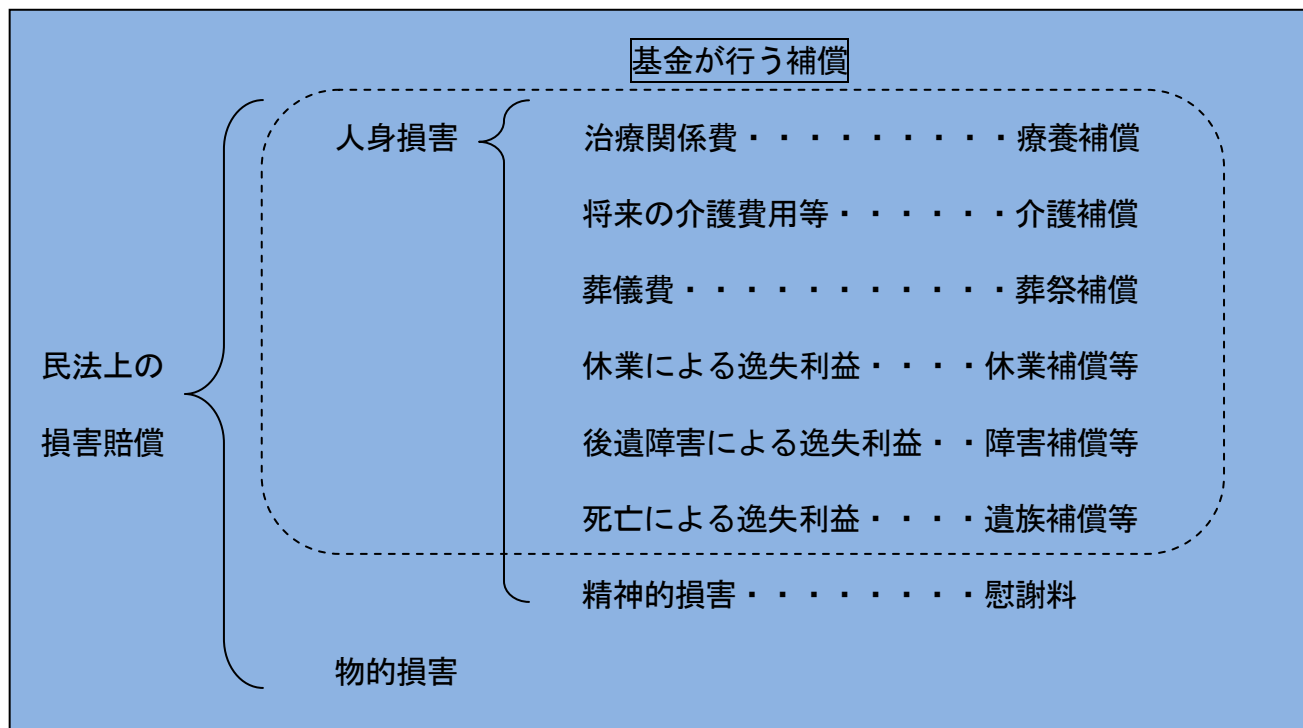 基金が行う補償
人身損害 治療関係費・・・・・・・・・療養補償
将来の介護費用等・・・・・・介護補償
葬儀費・・・・・・・・・・・葬祭補償
民法上の 休業による逸失利益・・・・休業補償等
損害賠償 後遺障害による逸失利益・・障害補償等
死亡による逸失利益・・・・遺族補償等
精神的損害・・・・・・・・慰謝料
物的損害